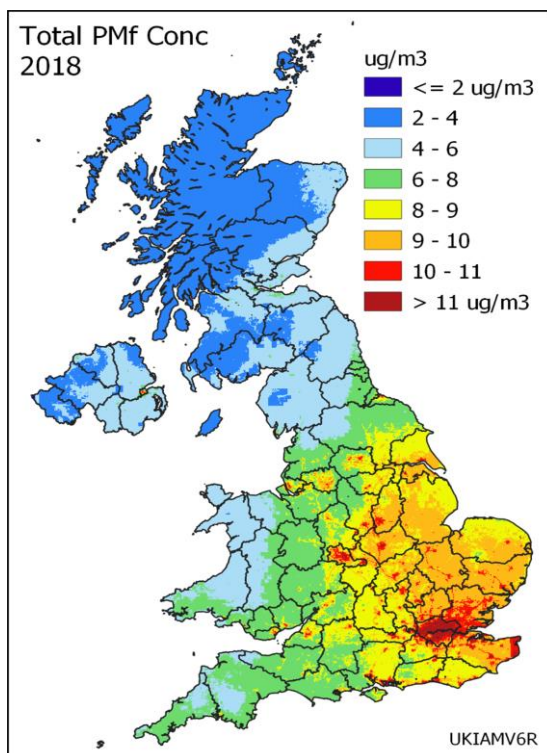 Total PMf Conc
2018
ug/m3
<= 2 ug/m3
2 - 4
4 - 6
6 - 8
8 - 9
9 - 10
10 - 11
> 11 ug/m3
UKIAMV6R